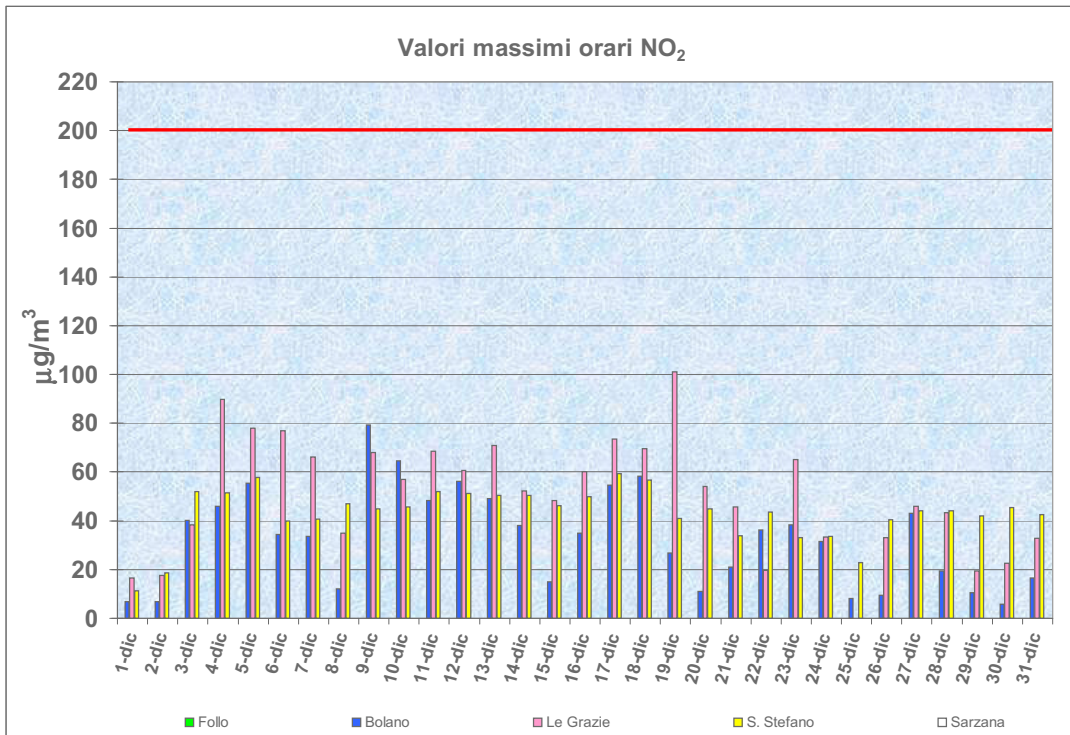 Valori massimi orari NO₂
220
200
180
160
140
120
100
80
60
40
20
0
µg/m³
1-dic
2-dic
3-dic
4-dic
5-dic
6-dic
7-dic
8-dic
9-dic
10-dic
11-dic
12-dic
13-dic
14-dic
15-dic
16-dic
17-dic
18-dic
19-dic
20-dic
21-dic
22-dic
23-dic
24-dic
25-dic
26-dic
27-dic
28-dic
29-dic
30-dic
31-dic
Follo Bolano Le Grazie S. Stefano Sarzana